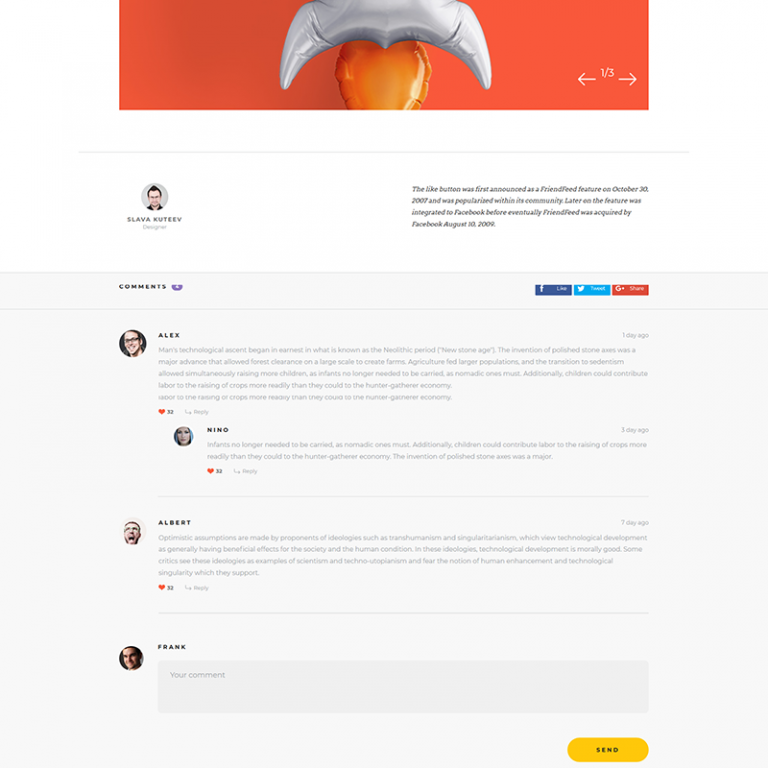 1/3
The like button was first announced as a FriendFeed feature on October 30,
2007 and was popularized within its community. Later on the feature was
integrated to Facebook before eventually FriendFeed was acquired by
Facebook August 10, 2009.
SLAVA KUTEEV
Designer
COMMENTS
Like Tweet G+ Share
ALEX 1 day ago
Man's technological ascent began in earnest in what is known as the Neolithic period ("New stone age"). The invention of polished stone axes was a
major advance that allowed forest clearance on a large scale to create farms. Agriculture fed larger populations, and the transition to sedentism
allowed simultaneously raising more children, as infants no longer needed to be carried, as nomadic ones must. Additionally, children could contribute
labor to the raising of crops more readily than they could to the hunter-gatherer economy.
labor to the raising of crops more readily than they could to the hunter-gatherer economy.
32 Reply
NINO 3 day ago
Infants no longer needed to be carried, as nomadic ones must. Additionally, children could contribute labor to the raising of crops more
readily than they could to the hunter-gatherer economy. The invention of polished stone axes was a major.
32 Reply
ALBERT 7 day ago
Optimistic assumptions are made by proponents of ideologies such as transhumanism and singularitarianism, which view technological development
as generally having beneficial effects for the society and the human condition. In these ideologies, technological development is morally good. Some
critics see these ideologies as examples of scientism and techno-utopianism and fear the notion of human enhancement and technological
singularity which they support.
32 Reply
FRANK
Your comment
SEND